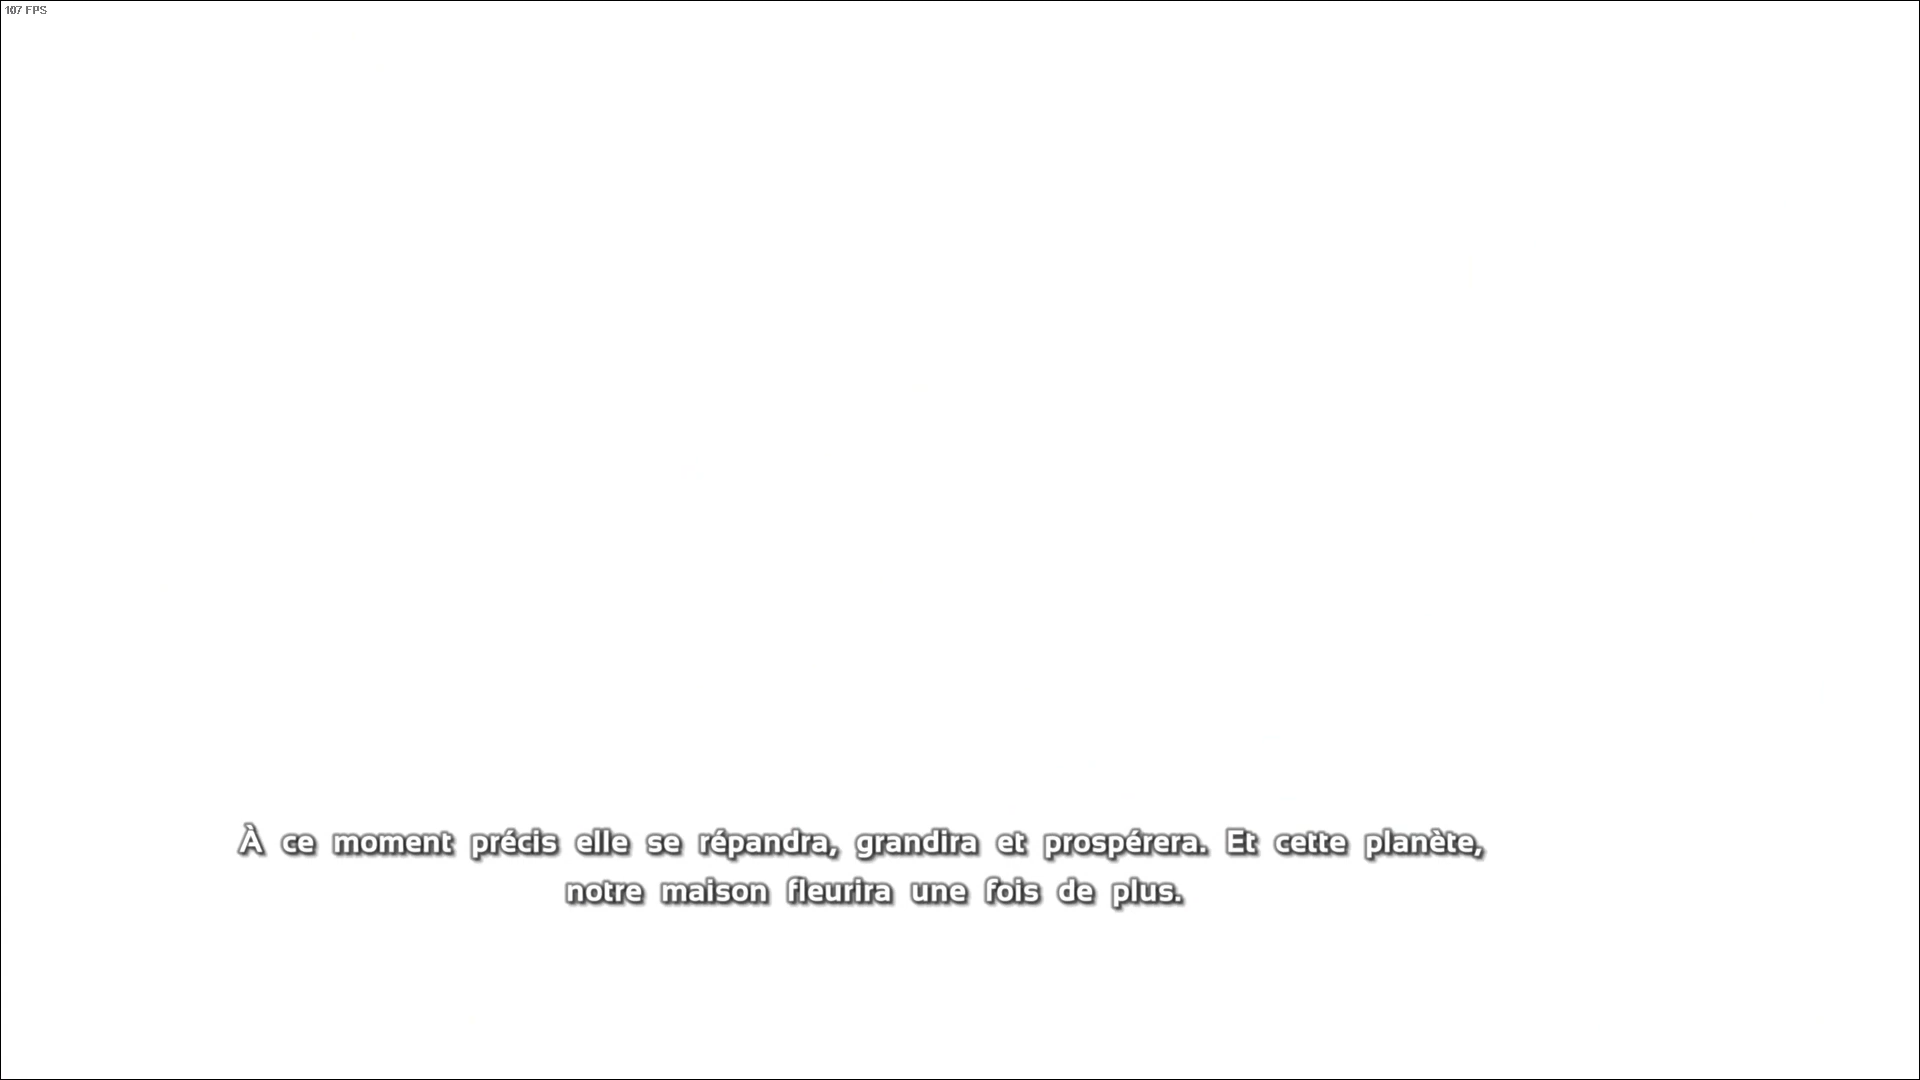 107 FPS
À ce moment précis elle se répandra, grandira et prospérera. Et cette planète,
notre maison fleurira une fois de plus.